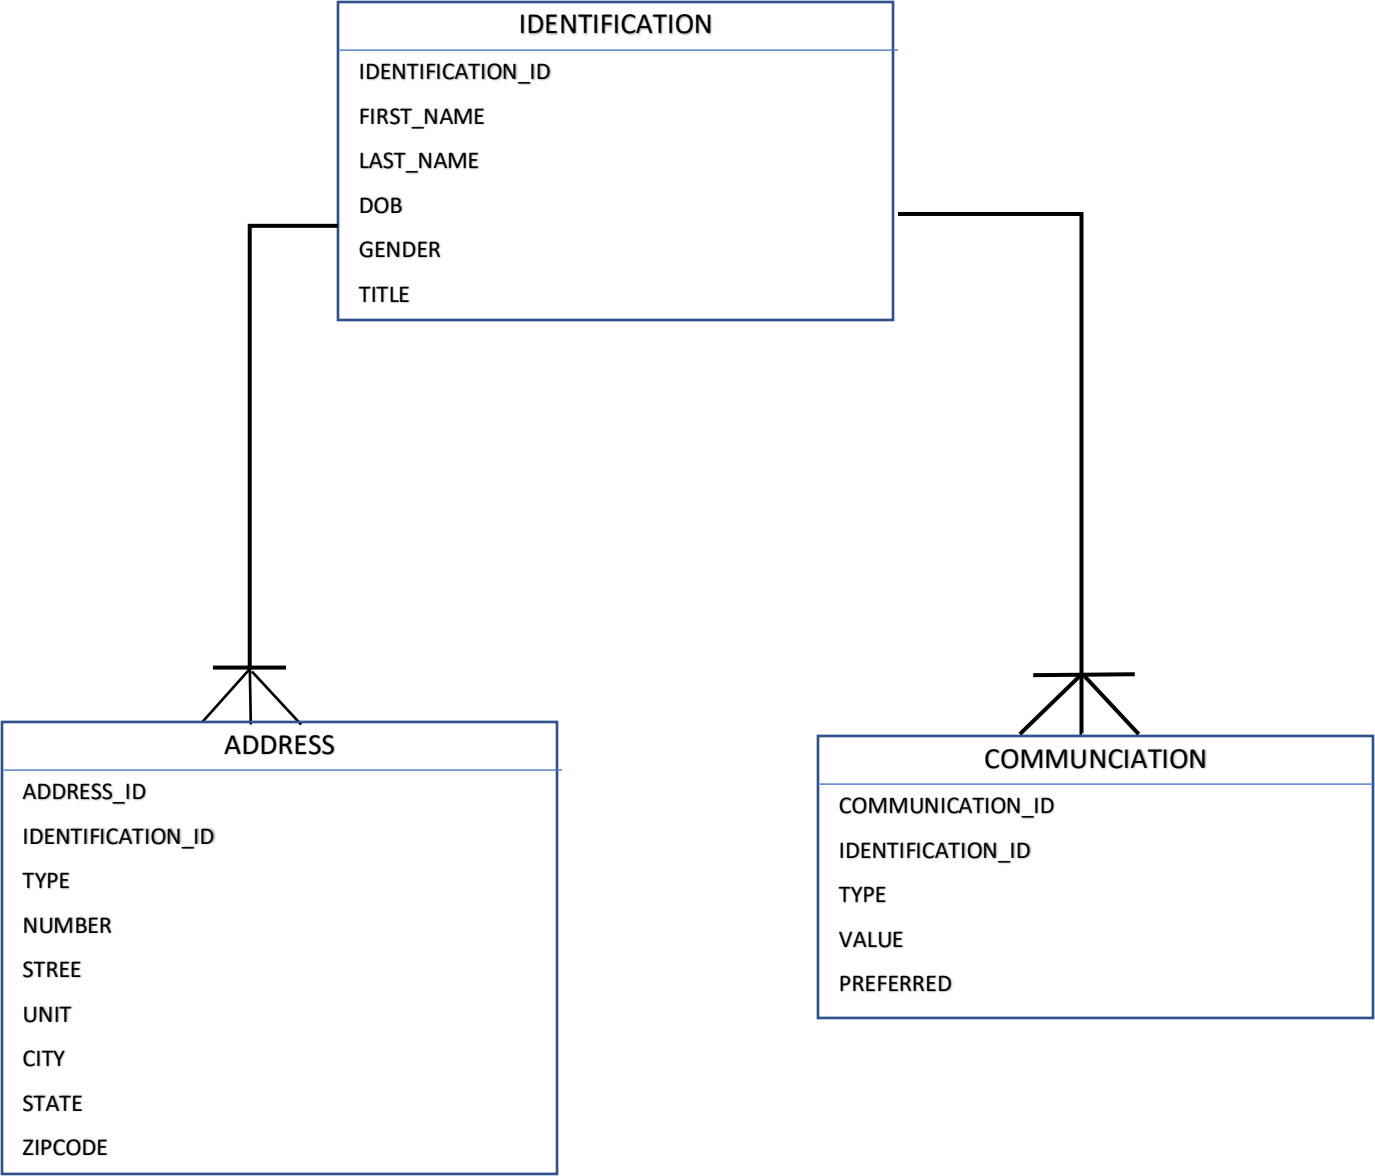 IDENTIFICATION
IDENTIFICATION_ID
FIRST_NAME
LAST_NAME
DOB
GENDER
TITLE
ADDRESS
ADDRESS_ID
IDENTIFICATION_ID
TYPE
NUMBER
STREE
UNIT
CITY
STATE
ZIPCODE
COMMUNCIATION
COMMUNICATION_ID
IDENTIFICATION_ID
TYPE
VALUE
PREFERRED